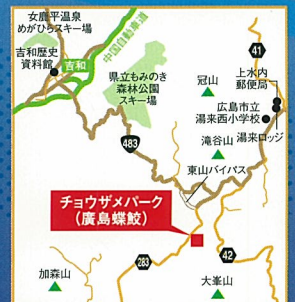 女鹿平温泉
めがひらスキー場
中国自動車道
吉和歴史
資料館
吉和
県立もみのき
森林公園
スキー場
冠山
41
上水内
郵便局
広島市立
湯来西小学校
湯来ロッジ
483
滝谷山
東山バイパス
チョウザメパーク
（廣島蝶鮫）
283
42
加森山
大峯山